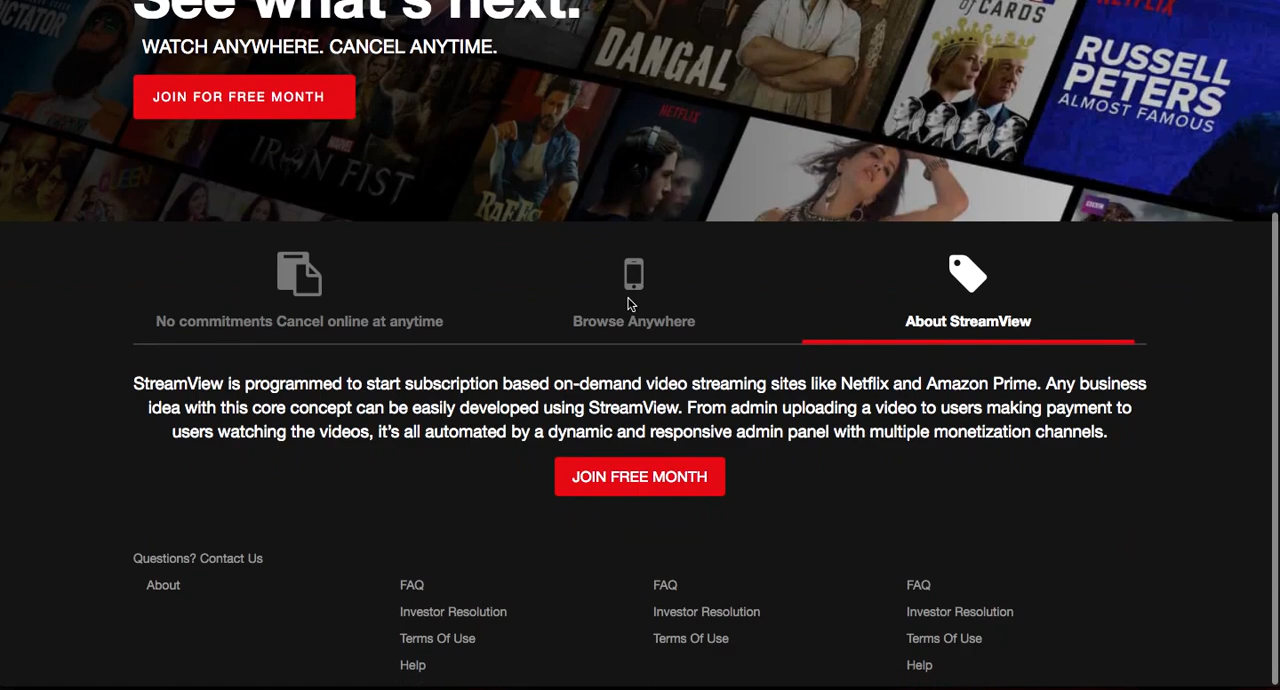 See what's next.
WATCH ANYWHERE. CANCEL ANYTIME.
JOIN FOR FREE MONTH
DICTATOR
DANGAL
OF CARDS
NETFLIX
RUSSELL
PETERS
ALMOST FAMOUS
NETFLIX
MARVEL
IRON FIST
QUEEN
RAEES
BBC
No commitments Cancel online at anytime
Browse Anywhere
About StreamView
StreamView is programmed to start subscription based on-demand video streaming sites like Netflix and Amazon Prime. Any business
idea with this core concept can be easily developed using StreamView. From admin uploading a video to users making payment to
users watching the videos, it's all automated by a dynamic and responsive admin panel with multiple monetization channels.
JOIN FREE MONTH
Questions? Contact Us
About
FAQ
Investor Resolution
Terms Of Use
Help
FAQ
Investor Resolution
Terms Of Use
FAQ
Investor Resolution
Terms Of Use
Help